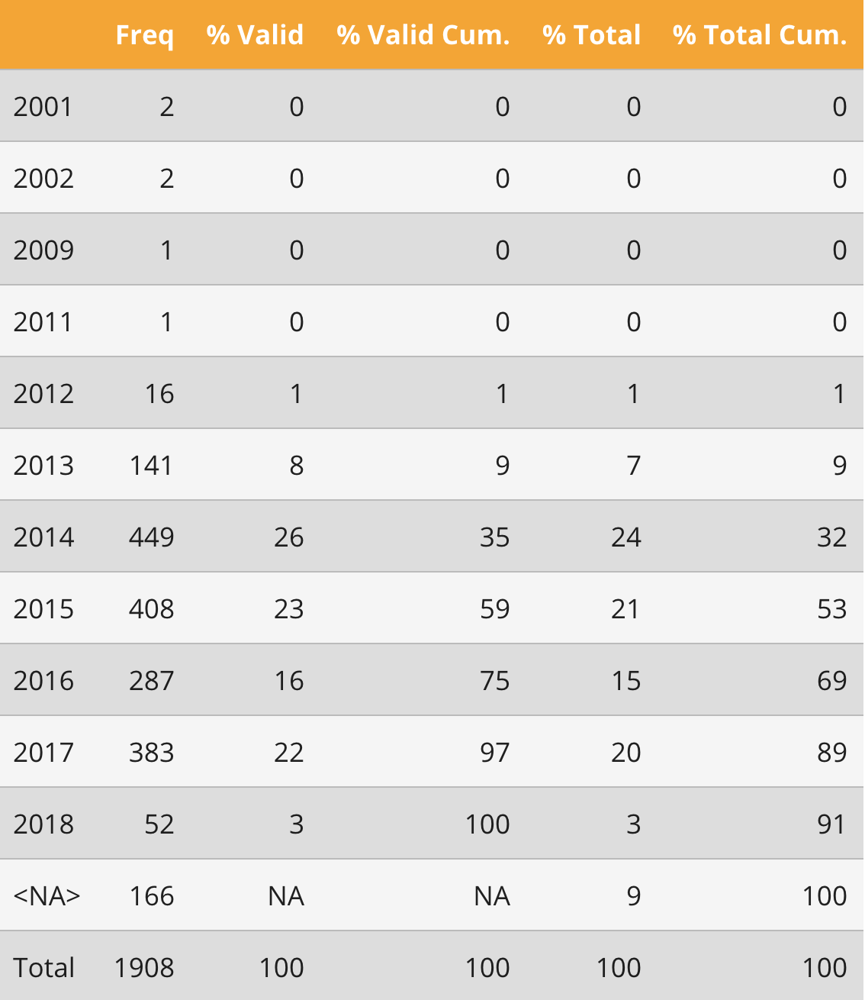 Freq % Valid % Valid Cum. % Total % Total Cum.
2001 2 0 0 0 0
2002 2 0 0 0 0
2009 1 0 0 0 0
2011 1 0 0 0 0
2012 16 1 1 1 1
2013 141 8 9 7 9
2014 449 26 35 24 32
2015 408 23 59 21 53
2016 287 16 75 15 69
2017 383 22 97 20 89
2018 52 3 100 3 91
<NA> 166 NA NA 9 100
Total 1908 100 100 100 100